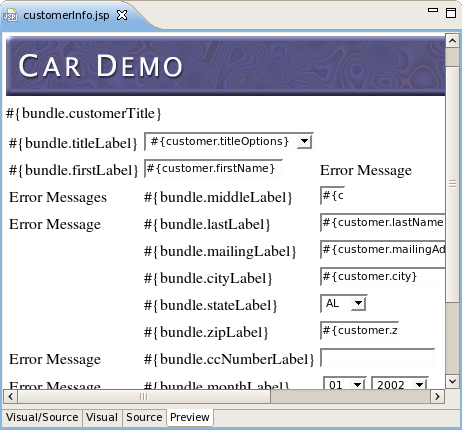 customerInfo.jsp
CAR DEMO
#{bundle.customerTitle}
#{bundle.titleLabel} #{customer.titleOptions}
#{bundle.firstLabel} #{customer.firstName} Error Message
Error Messages #{bundle.middleLabel} #{c
Error Message #{bundle.lastLabel} #{customer.lastName
#{bundle.mailingLabel} #{customer.mailingAd
#{bundle.cityLabel} #{customer.city}
#{bundle.stateLabel} AL
#{bundle.zipLabel} #{customer.z
Error Message #{bundle.ccNumberLabel}
Error Message #{bundle.monthLabel} 01 2002
Visual/Source Visual Source Preview